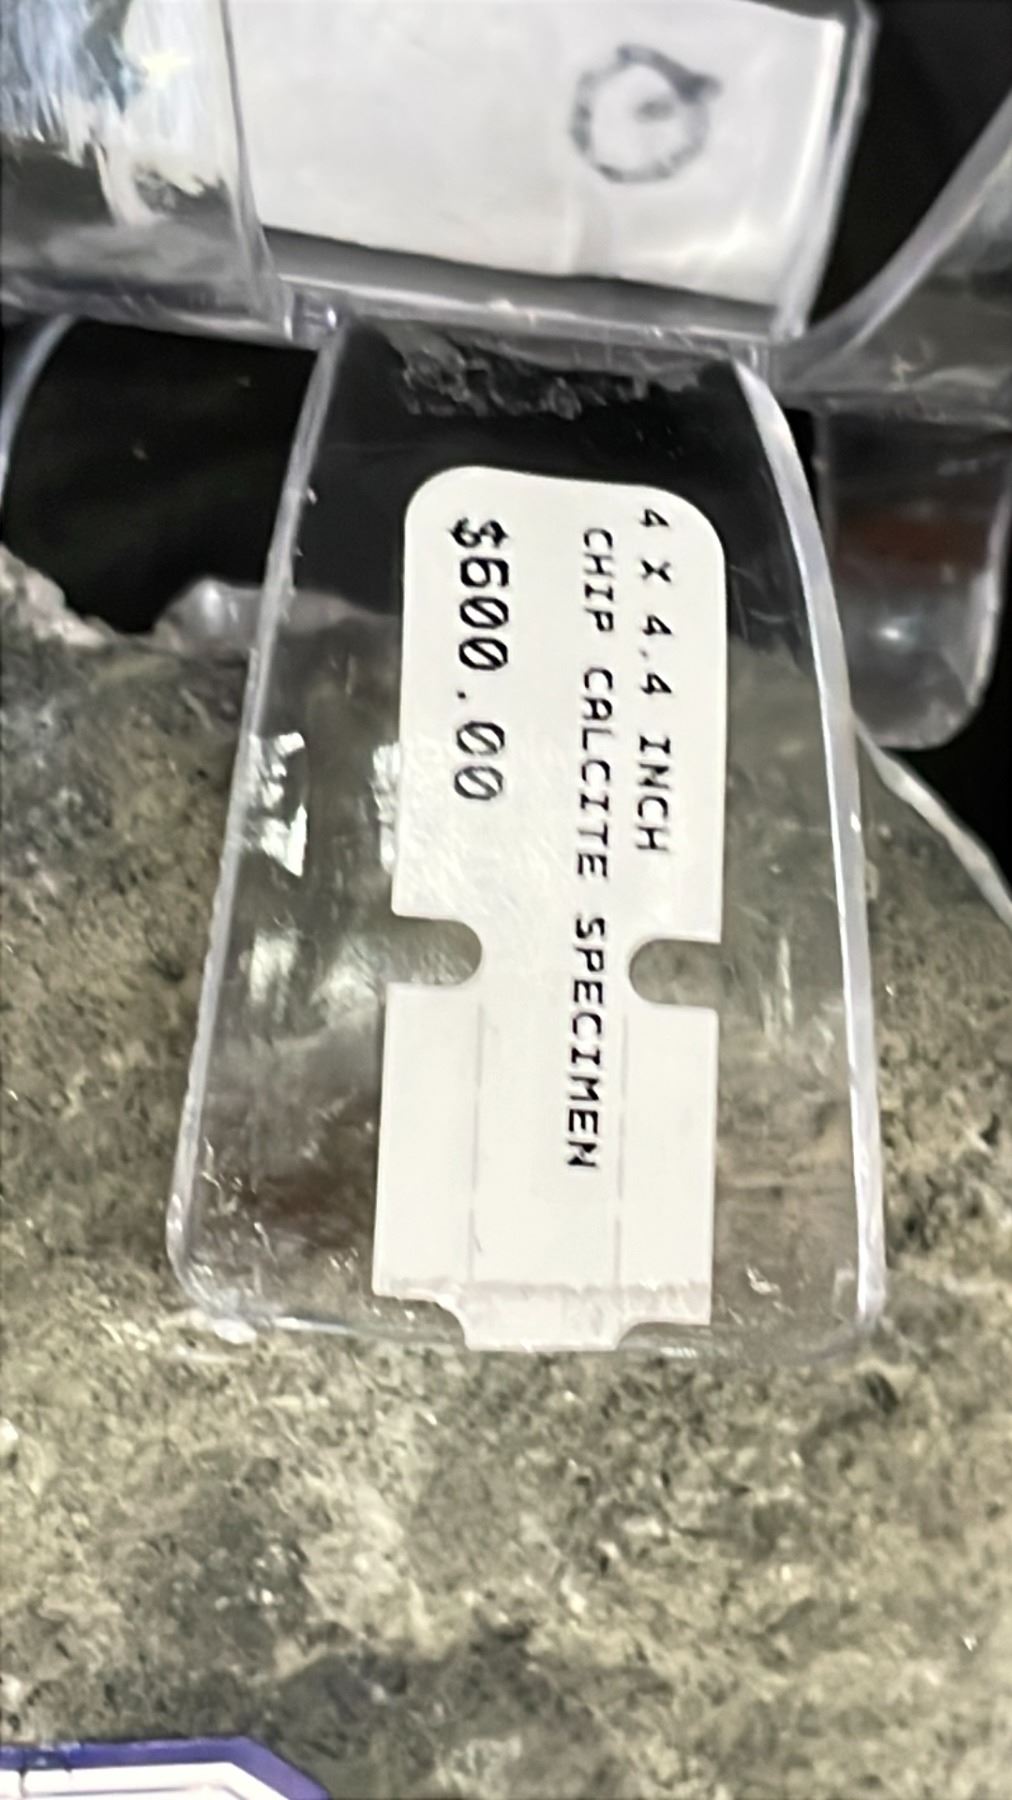 4 X 4.4 INCH
CHIP CALCITE SPECIMEN
$600.00